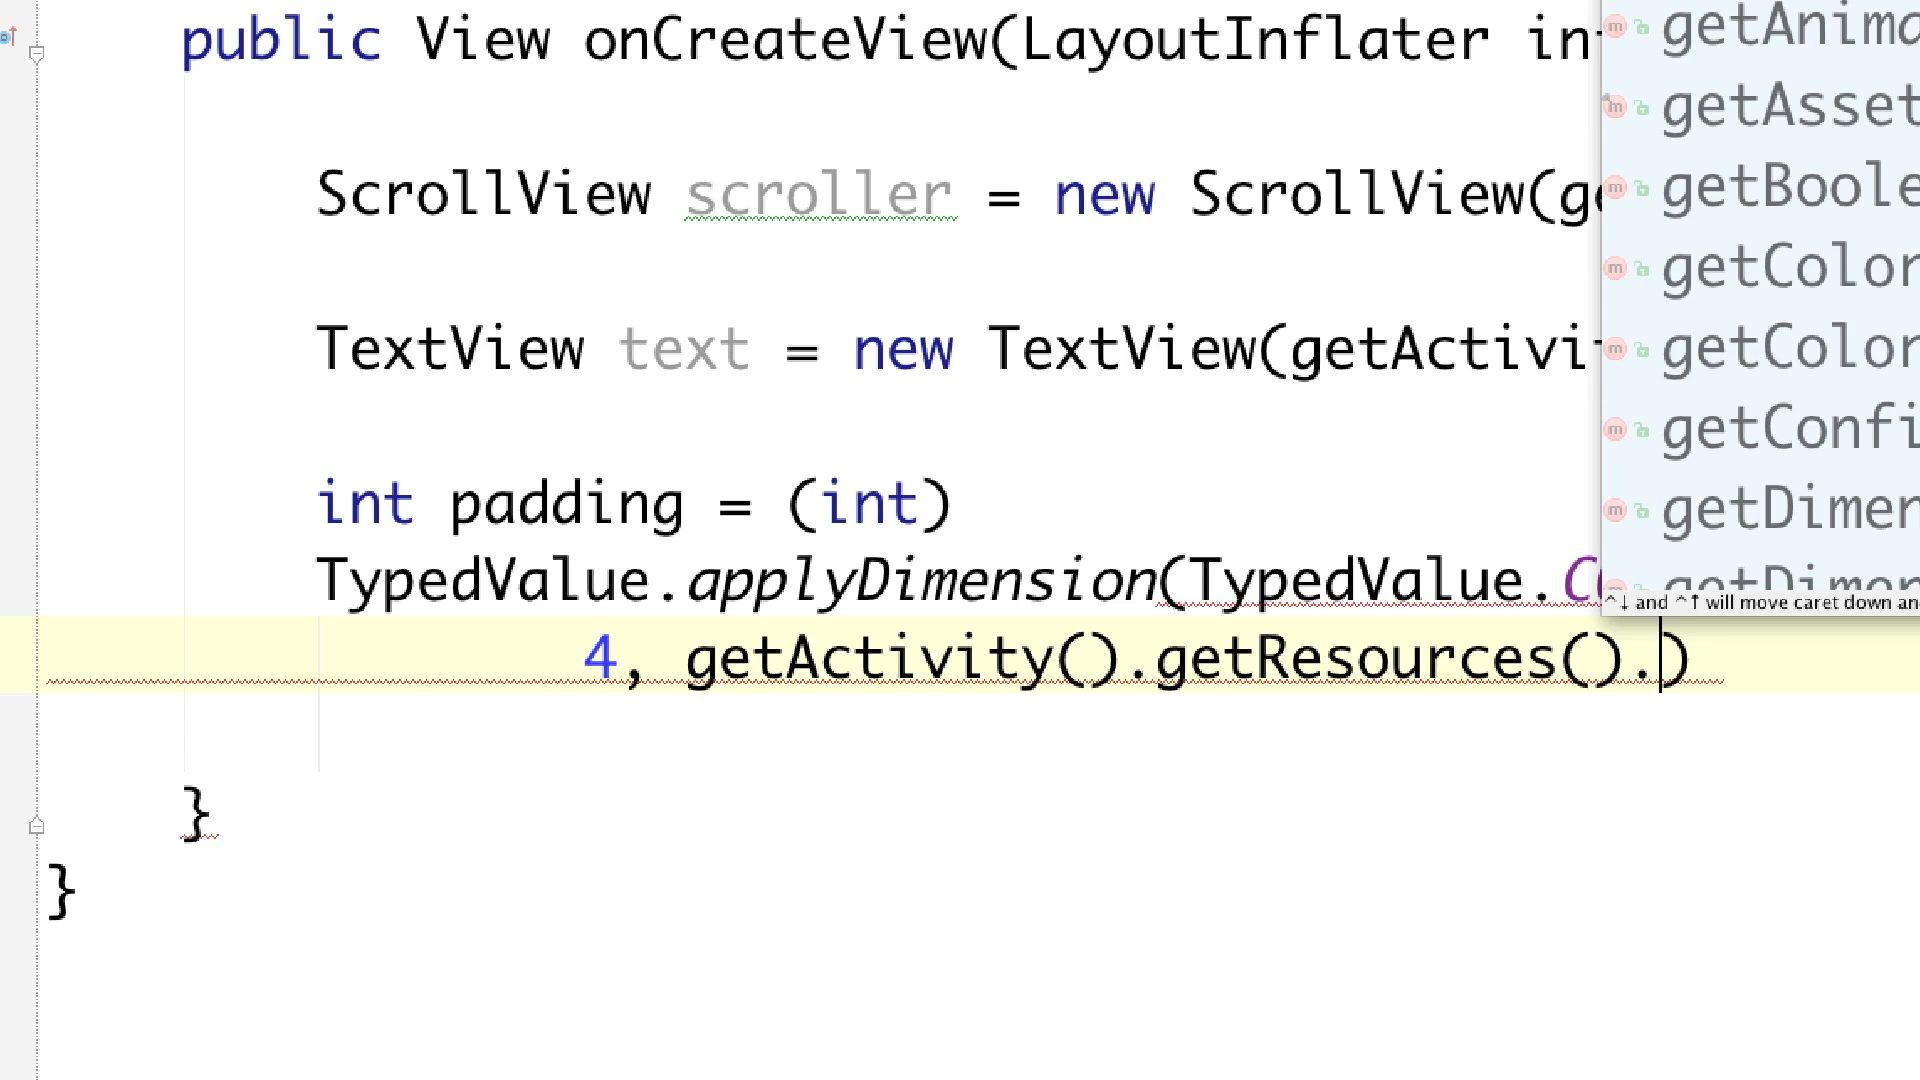 public View onCreateView(LayoutInflater in
ScrollView scroller = new ScrollView(ge
TextView text = new TextView(getActivi
int padding = (int)
TypedValue.applyDimension(TypedValue.C
4, getActivity().getResources().)
}
}
getAnima
getAsset
getBoole
getColor
getColor
getConfi
getDimen
getDimen
^↓ and ^↑ will move caret down an